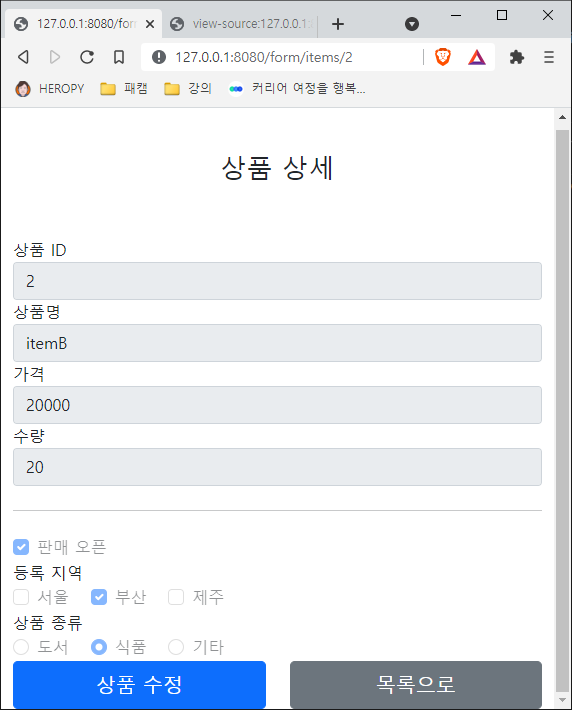 127.0.0.1:8080/form
view-source:127.0.0.1:8
127.0.0.1:8080/form/items/2
HEROPY 패캠 강의 커리어 여정을 행복...
상품 상세
상품 ID
2
상품명
itemB
가격
20000
수량
20
판매 오픈
등록 지역
서울 부산 제주
상품 종류
도서 식품 기타
상품 수정 목록으로